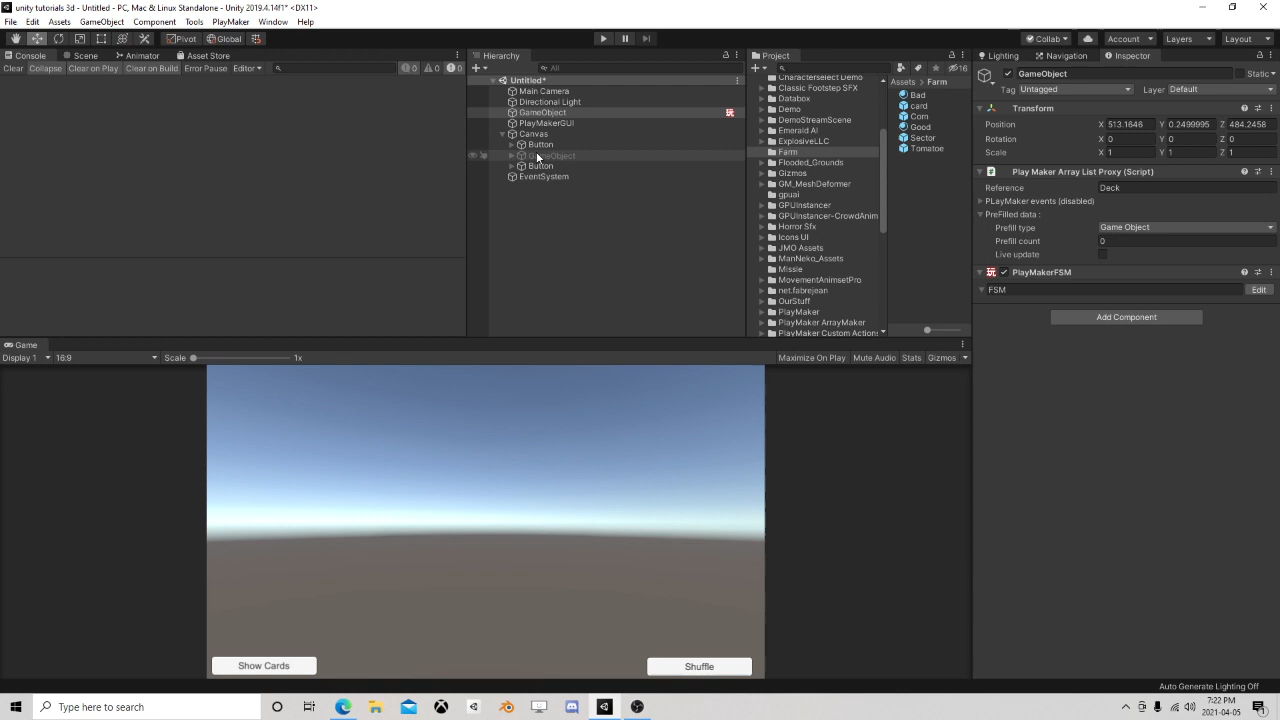 unity tutorials 3d - Untitled - PC, Mac & Linux Standalone - Unity 2019.4.14f1* <DX11>
File Edit Assets GameObject Component Tools PlayMaker Window Help
Pivot Global Collab Account Layers Layout
Console Scene Animator Asset Store
Clear Collapse Clear on Play Clear on Build Error Pause Editor 0 0 0
Hierarchy
All
Untitled*
Main Camera
Directional Light
GameObject
PlayMakerGUI
Canvas
Button
GameObject
Button
EventSystem
Project
16
Characterselect Demo
Classic Footstep SFX
Databox
Demo
DemoStreamScene
Emerald AI
ExplosiveLLC
Farm
Flooded_Grounds
Gizmos
GM_MeshDeformer
gpuai
GPUInstancer
GPUInstancer-CrowdAnim
Horror Sfx
Icons UI
JMO Assets
ManNeko_Assets
Missle
MovementAnimsetPro
net.fabrejean
OurStuff
PlayMaker
PlayMaker ArrayMaker
PlayMaker Custom Actions
Assets Farm
Bad
card
Corn
Good
Sector
Tomatoe
Lighting Navigation Inspector
GameObject Static
Tag Untagged Layer Default
Transform
Position X 513.1646 Y 0.2499995 Z 484.2458
Rotation X 0 Y 0 Z 0
Scale X 1 Y 1 Z 1
Play Maker Array List Proxy (Script)
Reference Deck
PLayMaker events (disabled)
PreFilled data :
Prefill type Game Object
Prefill count 0
Live update
PlayMakerFSM
FSM Edit
Add Component
Game
Display 1 16:9 Scale 1x Maximize On Play Mute Audio Stats Gizmos
Show Cards
Shuffle
Auto Generate Lighting Off
Type here to search
7:22 PM
2021-04-05